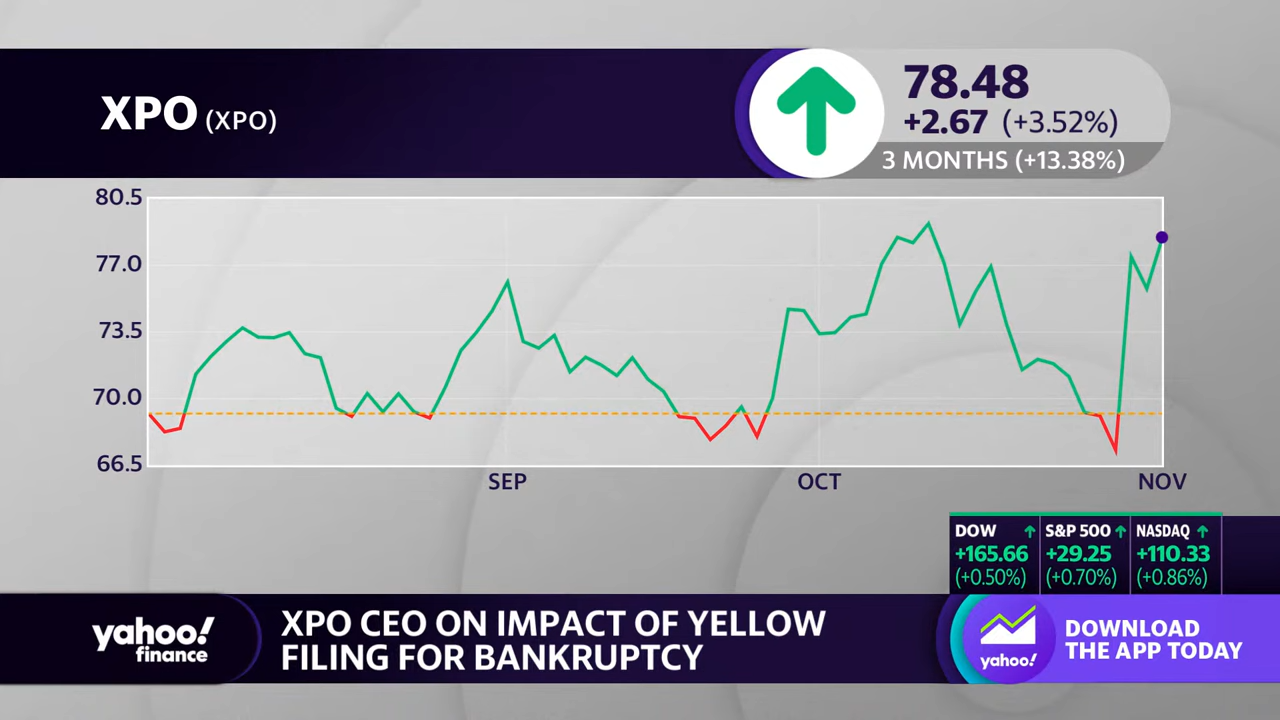 XPO (XPO)
78.48
+2.67 (+3.52%)
3 MONTHS (+13.38%)
80.5
77.0
73.5
70.0
66.5
SEP OCT NOV
DOW S&P 500 NASDAQ
+165.66 +29.25 +110.33
(+0.50%) (+0.70%) (+0.86%)
yahoo!
finance
XPO CEO ON IMPACT OF YELLOW
FILING FOR BANKRUPTCY
yahoo!
DOWNLOAD
THE APP TODAY